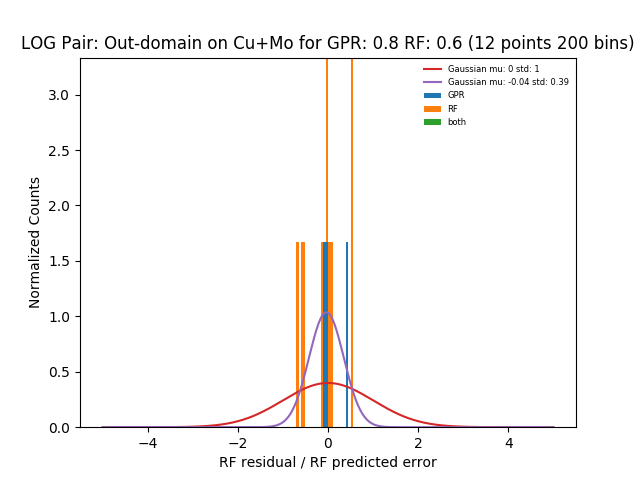 LOG Pair: Out-domain on Cu+Mo for GPR: 0.8 RF: 0.6 (12 points 200 bins)
Gaussian mu: 0 std: 1
Gaussian mu: -0.04 std: 0.39
GPR
RF
both
Normalized Counts
3.0
2.5
2.0
1.5
1.0
0.5
0.0
−4
−2
0
2
4
RF residual / RF predicted error